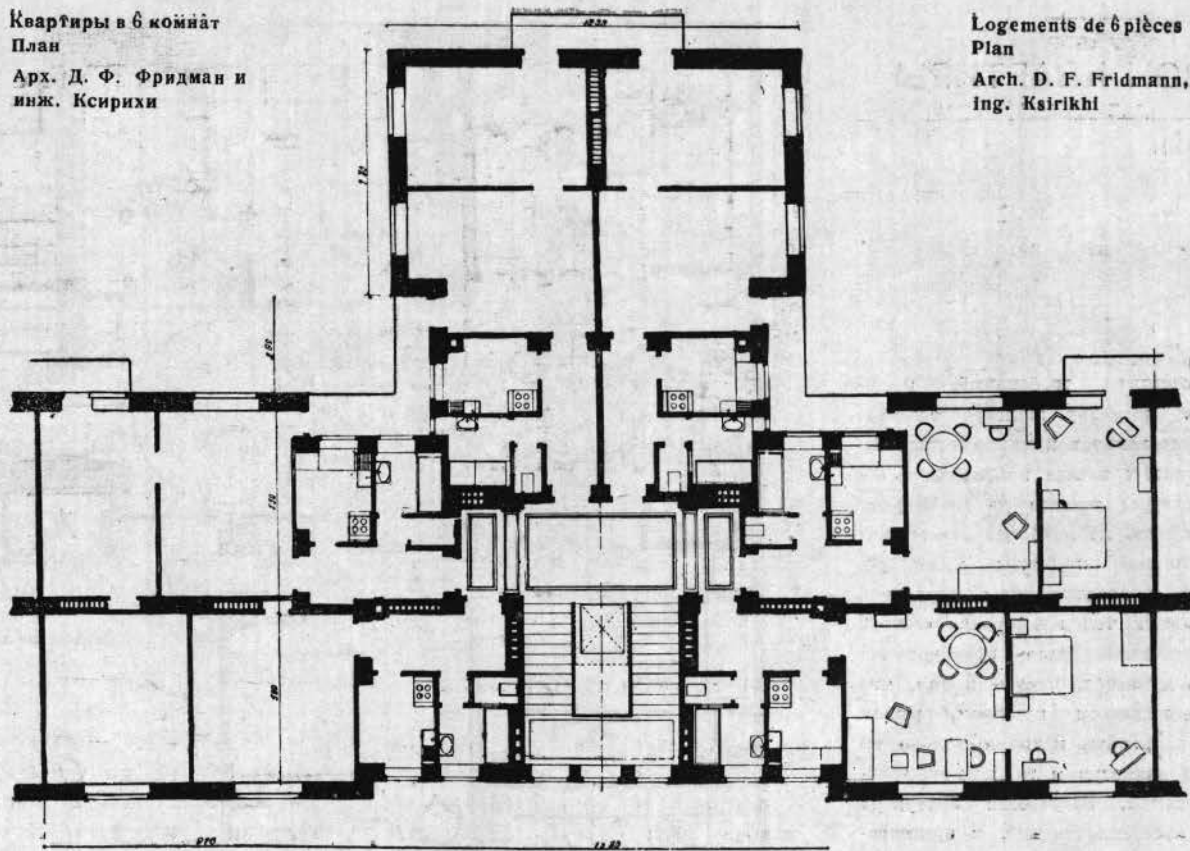 Квартиры в 6 комнат
План
Арх. Д. Ф. Фридман и
инж. Ксирихи
Logements de 6 pièces
Plan
Arch. D. F. Fridmann,
ing. Ksirikhi